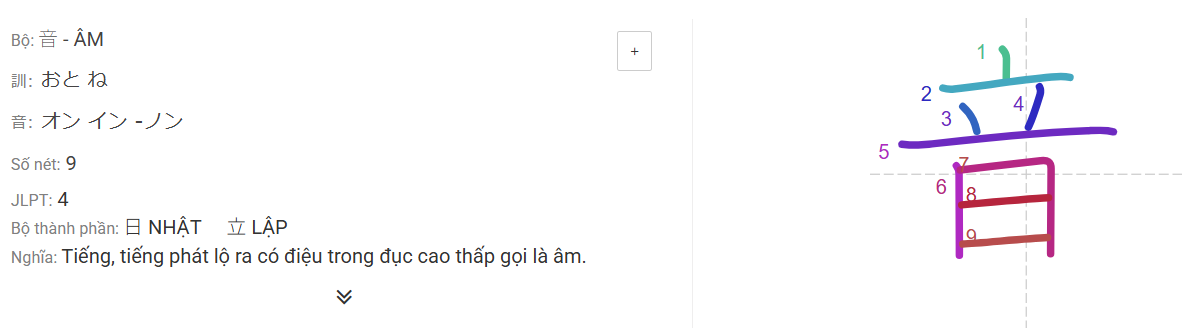 Bộ: 音 - ÂM
+
訓: おと ね
音: オン イン -ノン
Số nét: 9
JLPT: 4
Bộ thành phần: 日 NHẬT 立 LẬP
Nghĩa: Tiếng, tiếng phát lộ ra có điệu trong đục cao thấp gọi là âm.
音
1
2
3
4
5
6
7
8
9